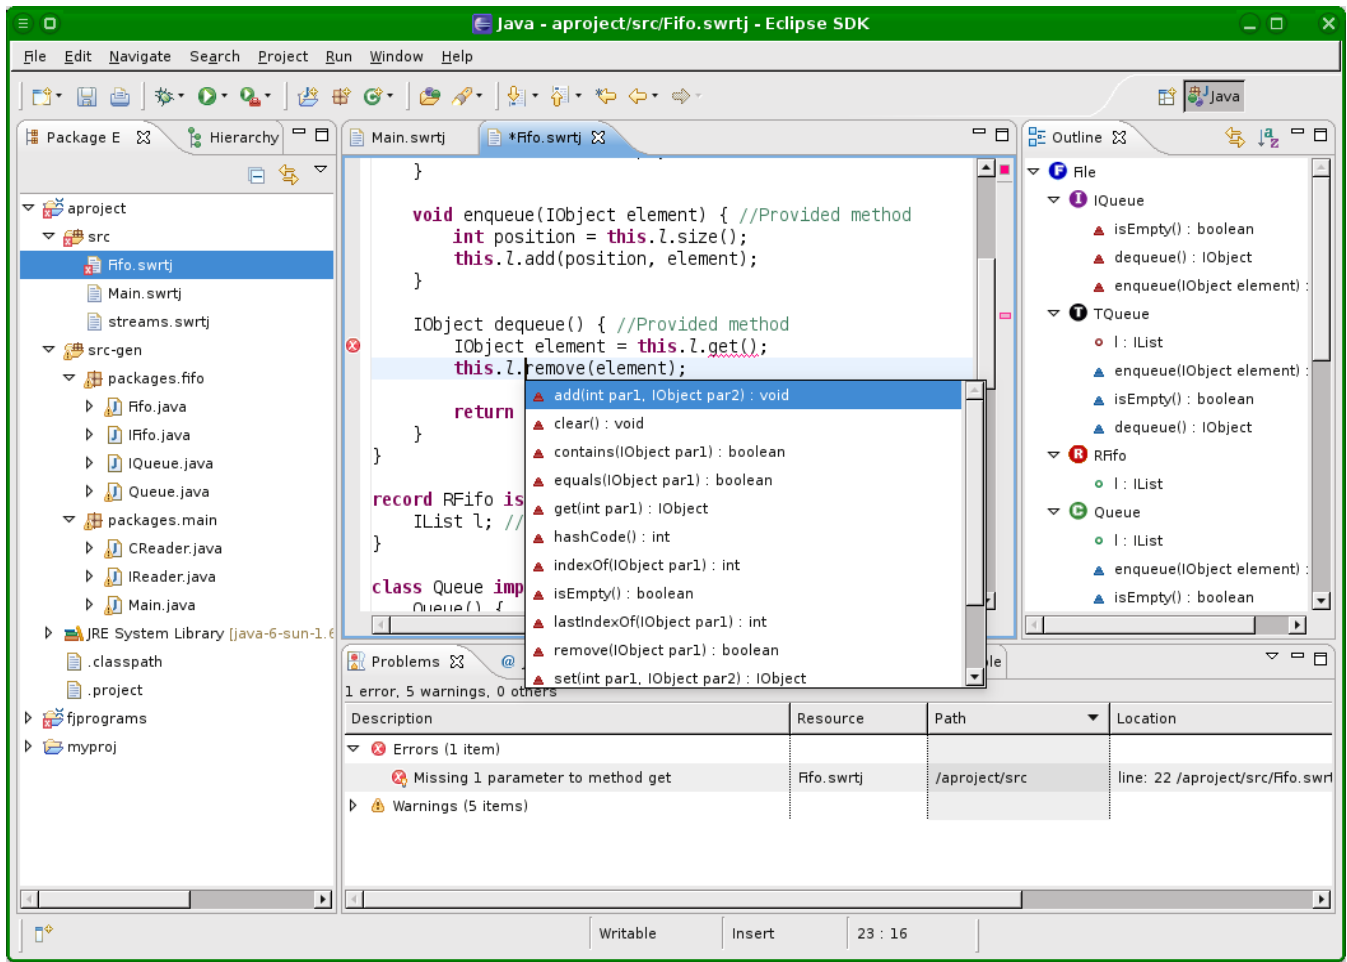 Java - aproject/src/Fifo.swrtj - Eclipse SDK
File Edit Navigate Search Project Run Window Help
Java
Package E
Hierarchy
aproject
src
Fifo.swrtj
Main.swrtj
streams.swrtj
src-gen
packages.fifo
Fifo.java
IFifo.java
IQueue.java
Queue.java
packages.main
CReader.java
IReader.java
Main.java
JRE System Library [java-6-sun-1.6
.classpath
.project
fjprograms
myproj
Main.swrtj
*Fifo.swrtj
}
void enqueue(IObject element) { //Provided method
int position = this.l.size();
this.l.add(position, element);
}
IObject dequeue() { //Provided method
IObject element = this.l.get();
this.l.remove(element);
return
}
}
record RFifo is
IList l; //
}
class Queue imp
Queue() {
add(int par1, IObject par2) : void
clear() : void
contains(IObject par1) : boolean
equals(IObject par1) : boolean
get(int par1) : IObject
hashCode() : int
indexOf(IObject par1) : int
isEmpty() : boolean
lastIndexOf(IObject par1) : int
remove(IObject par1) : boolean
set(int par1, IObject par2) : IObject
Outline
File
IQueue
isEmpty() : boolean
dequeue() : IObject
enqueue(IObject element) :
TQueue
l : IList
enqueue(IObject element) :
isEmpty() : boolean
dequeue() : IObject
RFifo
l : IList
Queue
l : IList
enqueue(IObject element) :
isEmpty() : boolean
Problems
@
le
1 error, 5 warnings, 0 others
Description Resource Path Location
Errors (1 item)
Missing 1 parameter to method get Fifo.swrtj /aproject/src line: 22 /aproject/src/Fifo.swrt
Warnings (5 items)
Writable Insert 23 : 16